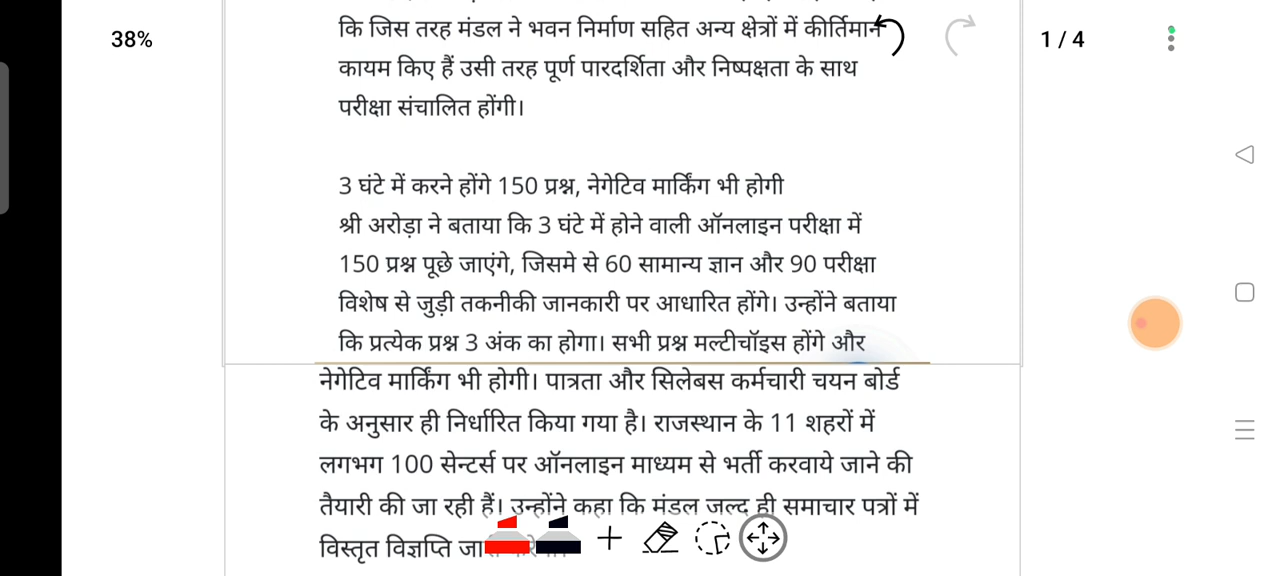 38%
1 / 4
कि जिस तरह मंडल ने भवन निर्माण सहित अन्य क्षेत्रों में कीर्तिमान
कायम किए हैं उसी तरह पूर्ण पारदर्शिता और निष्पक्षता के साथ
परीक्षा संचालित होंगी।
3 घंटे में करने होंगे 150 प्रश्न, नेगेटिव मार्किंग भी होगी
श्री अरोड़ा ने बताया कि 3 घंटे में होने वाली ऑनलाइन परीक्षा में
150 प्रश्न पूछे जाएंगे, जिसमे से 60 सामान्य ज्ञान और 90 परीक्षा
विशेष से जुड़ी तकनीकी जानकारी पर आधारित होंगे। उन्होंने बताया
कि प्रत्येक प्रश्न 3 अंक का होगा। सभी प्रश्न मल्टीचॉइस होंगे और
नेगेटिव मार्किंग भी होगी। पात्रता और सिलेबस कर्मचारी चयन बोर्ड
के अनुसार ही निर्धारित किया गया है। राजस्थान के 11 शहरों में
लगभग 100 सेन्टर्स पर ऑनलाइन माध्यम से भर्ती करवाये जाने की
तैयारी की जा रही हैं। उन्होंने कहा कि मंडल जल्द ही समाचार पत्रों में
विस्तृत विज्ञप्ति